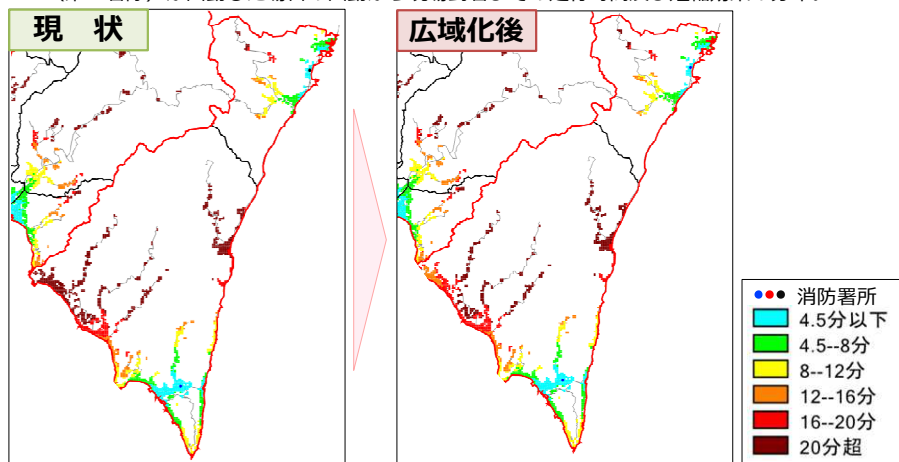 現 状
広域化後
消防署所
4.5分以下
4.5--8分
8--12分
12--16分
16--20分
20分超